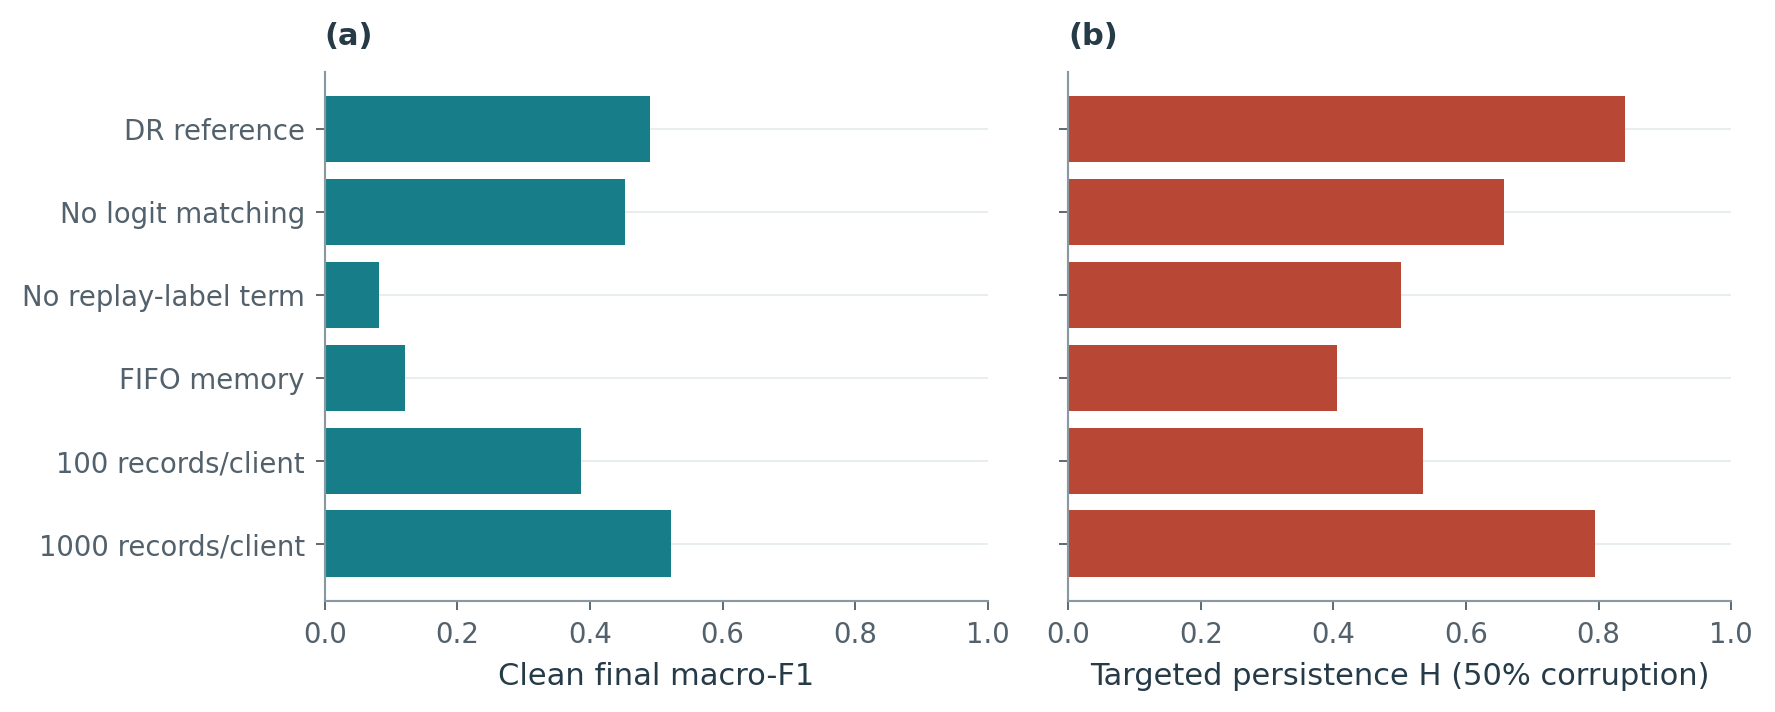 (a)
(b)
DR reference
No logit matching
No replay-label term
FIFO memory
100 records/client
1000 records/client
0.0 0.2 0.4 0.6 0.8 1.0
0.0 0.2 0.4 0.6 0.8 1.0
Clean final macro-F1
Targeted persistence H (50% corruption)